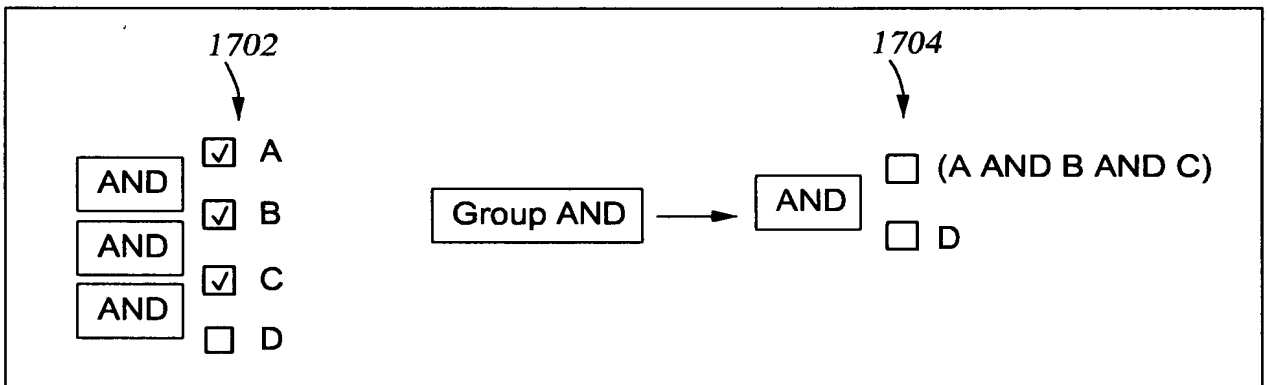 1702
1704
A
AND
B
AND
C
AND
D
Group AND
AND
(A AND B AND C)
D